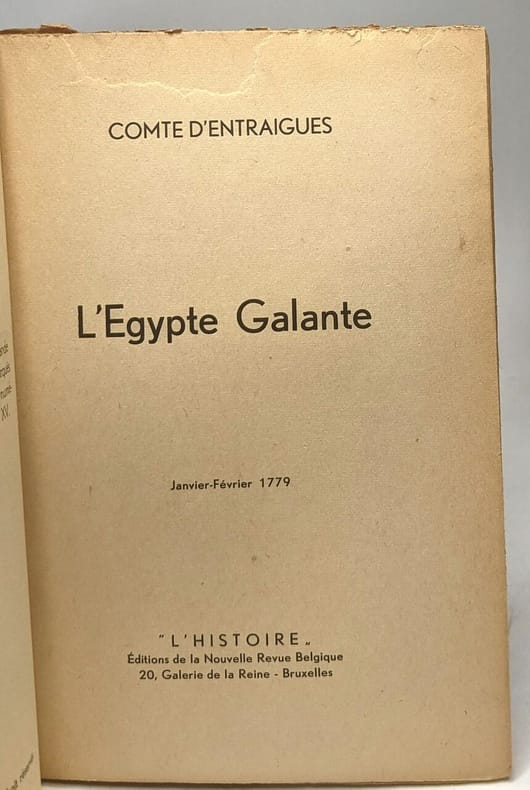 COMTE D'ENTRAIGUES
L'Egypte Galante
Janvier-Février 1779
" L'HISTOIRE „
Éditions de la Nouvelle Revue Belgique
20, Galerie de la Reine - Bruxelles
XV.